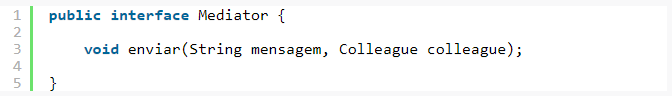 1 public interface Mediator {
2
3 void enviar(String mensagem, Colleague colleague);
4
5 }